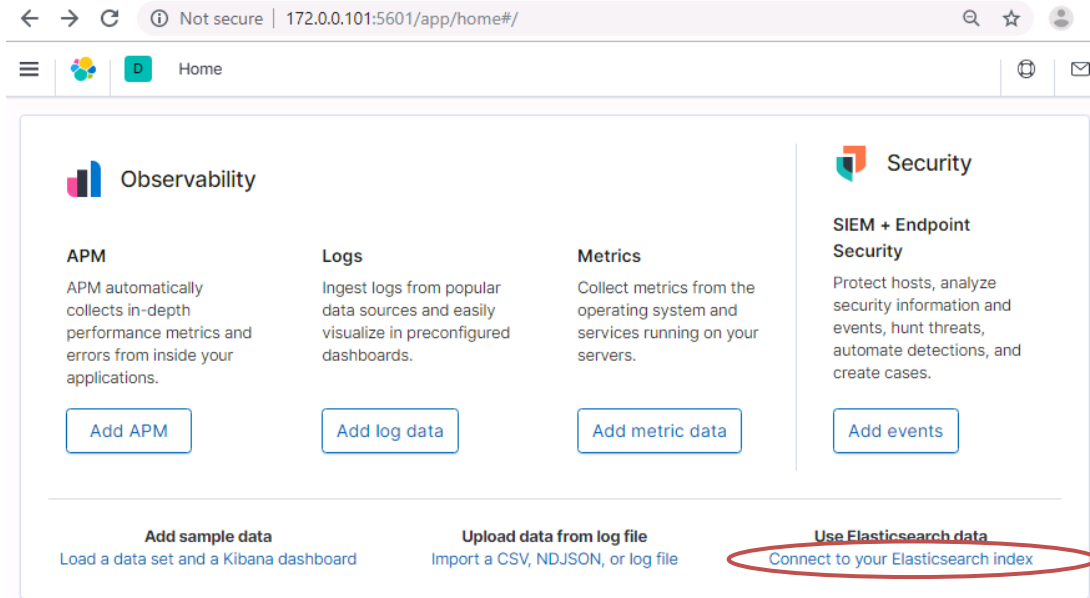 Not secure | 172.0.0.101:5601/app/home#/
D Home
Observability
APM
APM automatically
collects in-depth
performance metrics and
errors from inside your
applications.
Add APM
Logs
Ingest logs from popular
data sources and easily
visualize in preconfigured
dashboards.
Add log data
Metrics
Collect metrics from the
operating system and
services running on your
servers.
Add metric data
Security
SIEM + Endpoint
Security
Protect hosts, analyze
security information and
events, hunt threats,
automate detections, and
create cases.
Add events
Add sample data
Load a data set and a Kibana dashboard
Upload data from log file
Import a CSV, NDJSON, or log file
Use Elasticsearch data
Connect to your Elasticsearch index